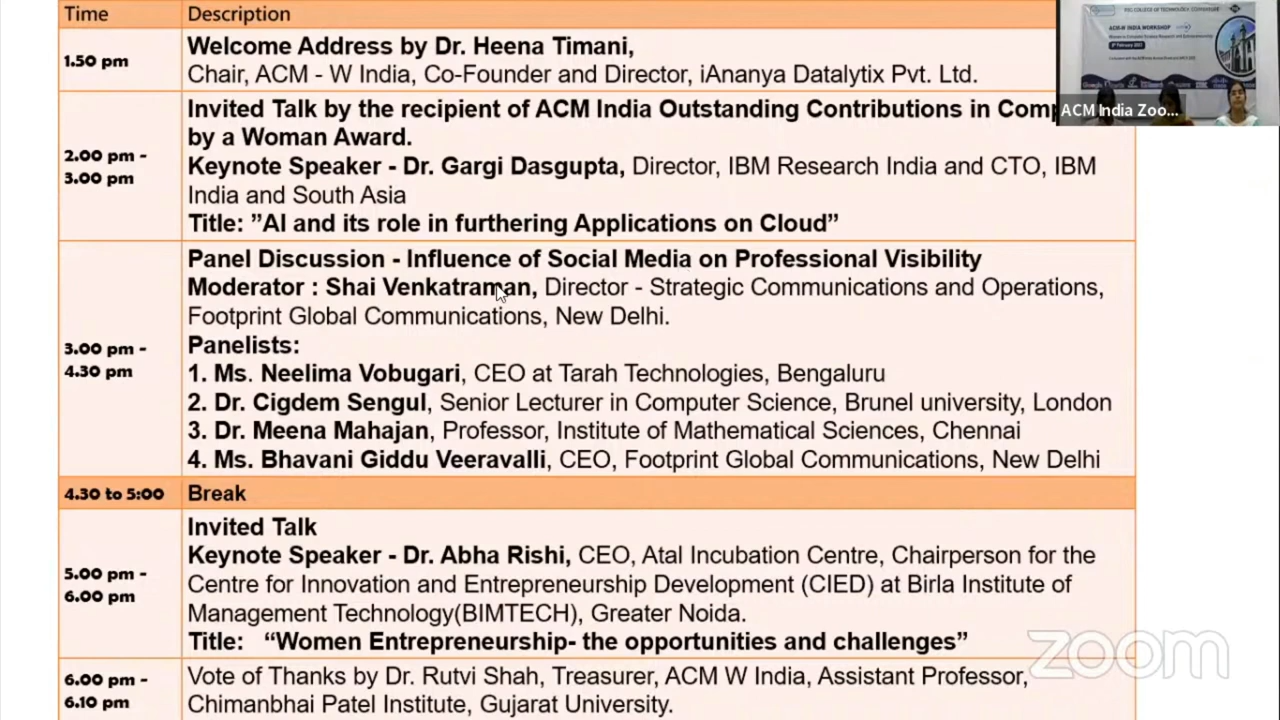 Time Description
1.50 pm
Welcome Address by Dr. Heena Timani,
Chair, ACM - W India, Co-Founder and Director, iAnanya Datalytix Pvt. Ltd.
2.00 pm -
3.00 pm
Invited Talk by the recipient of ACM India Outstanding Contributions in Comp
by a Woman Award.
Keynote Speaker - Dr. Gargi Dasgupta, Director, IBM Research India and CTO, IBM
India and South Asia
Title: ”AI and its role in furthering Applications on Cloud”
3.00 pm -
4.30 pm
Panel Discussion - Influence of Social Media on Professional Visibility
Moderator : Shai Venkatraman, Director - Strategic Communications and Operations,
Footprint Global Communications, New Delhi.
Panelists:
1. Ms. Neelima Vobugari, CEO at Tarah Technologies, Bengaluru
2. Dr. Cigdem Sengul, Senior Lecturer in Computer Science, Brunel university, London
3. Dr. Meena Mahajan, Professor, Institute of Mathematical Sciences, Chennai
4. Ms. Bhavani Giddu Veeravalli, CEO, Footprint Global Communications, New Delhi
4.30 to 5:00 Break
5.00 pm -
6.00 pm
Invited Talk
Keynote Speaker - Dr. Abha Rishi, CEO, Atal Incubation Centre, Chairperson for the
Centre for Innovation and Entrepreneurship Development (CIED) at Birla Institute of
Management Technology(BIMTECH), Greater Noida.
Title: “Women Entrepreneurship- the opportunities and challenges”
6.00 pm -
6.10 pm
Vote of Thanks by Dr. Rutvi Shah, Treasurer, ACM W India, Assistant Professor,
Chimanbhai Patel Institute, Gujarat University.
PSG COLLEGE OF TECHNOLOGY, COIMBATORE
ACM-W INDIA WORKSHOP
ACM India Zoo...
zoom